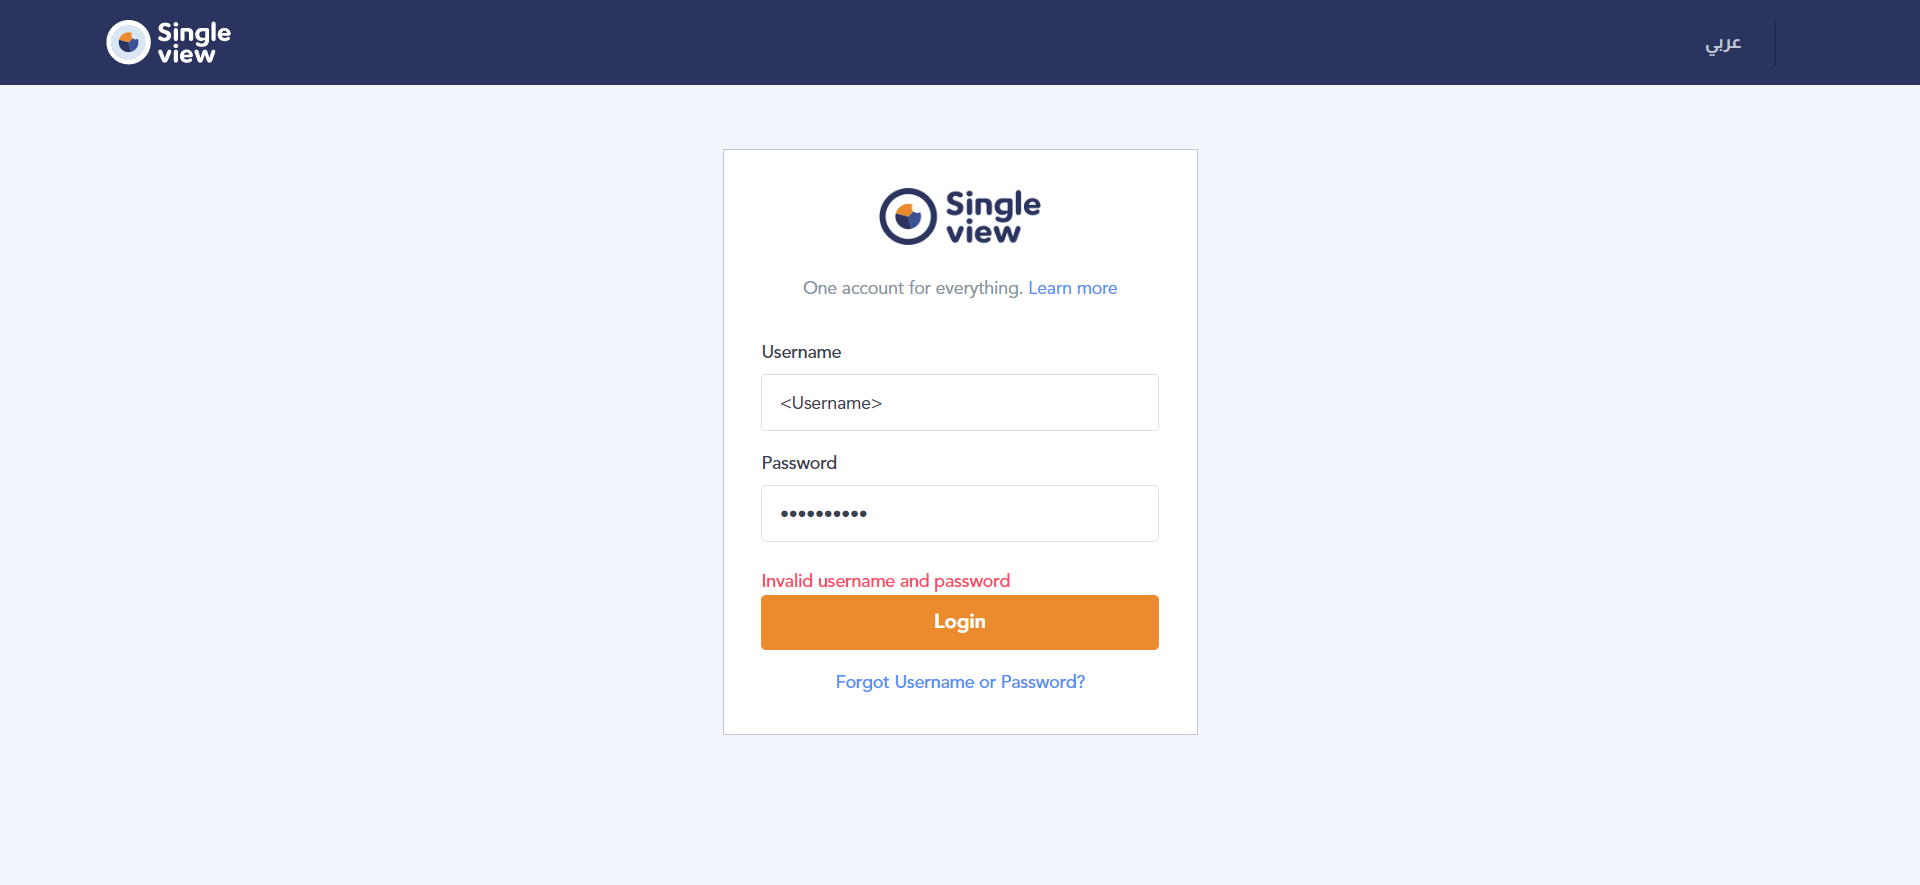 Single
view
عربي
Single
view
One account for everything. Learn more
Username
<Username>
Password
••••••••••
Invalid username and password
Login
Forgot Username or Password?